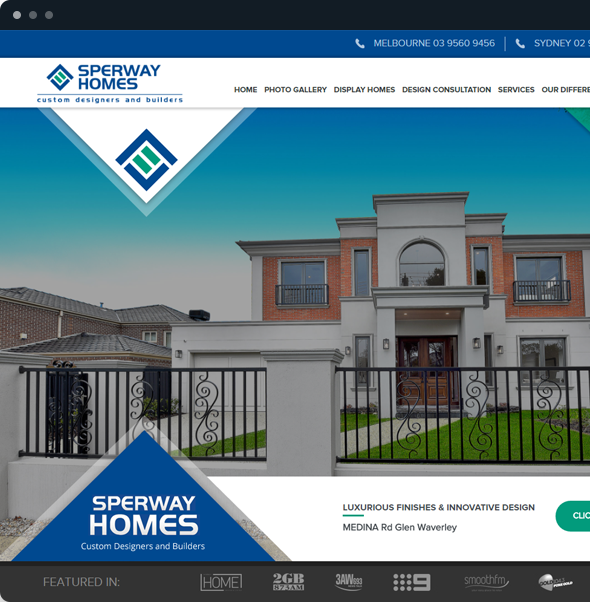 MELBOURNE 03 9560 9456
SYDNEY 02 9
SPERWAY
HOMES
custom designers and builders
HOME PHOTO GALLERY DISPLAY HOMES DESIGN CONSULTATION SERVICES OUR DIFFERE
SPERWAY
HOMES
Custom Designers and Builders
LUXURIOUS FINISHES & INNOVATIVE DESIGN
MEDINA Rd Glen Waverley
CLIC
FEATURED IN:
HOME
2GB
873AM
3AW693
9
smoothfm